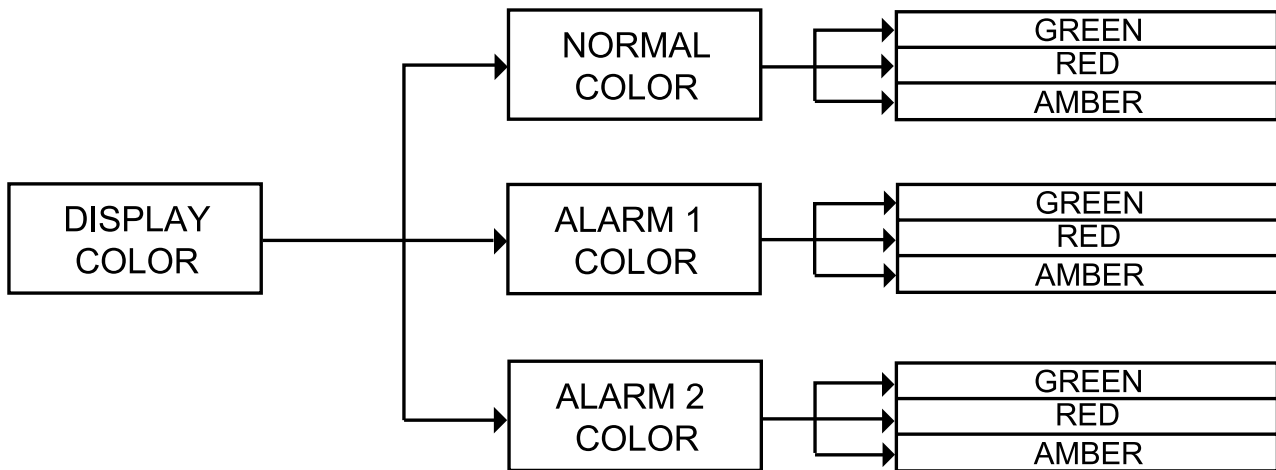 DISPLAY
COLOR
NORMAL
COLOR
GREEN
RED
AMBER
ALARM 1
COLOR
GREEN
RED
AMBER
ALARM 2
COLOR
GREEN
RED
AMBER